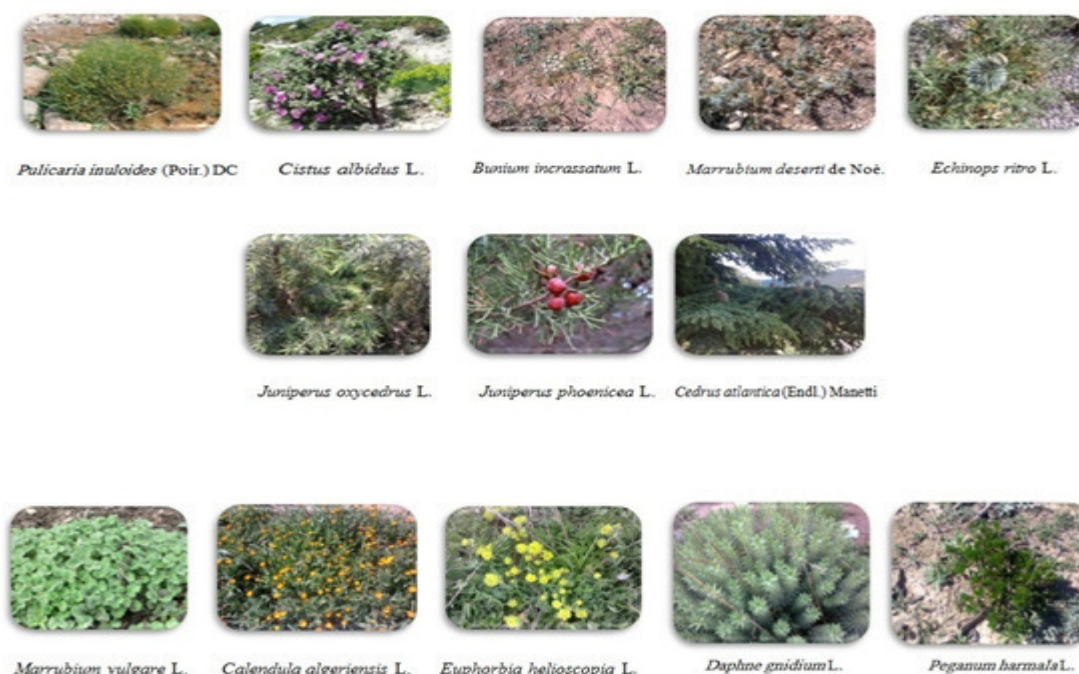 Pulicaria inuloides (Poir.) DC
Cistus albidus L.
Bunium incrassatum L.
Marrubium deserti de Noè.
Echinops ritro L.
Juniperus oxycedrus L.
Juniperus phoenicea L.
Cedrus atlantica (Endl.) Manetti
Marrubium vulgare L.
Calendula algeriensis L.
Euphorbia helioscopia L.
Daphne gnidium L.
Peganum harmala L.